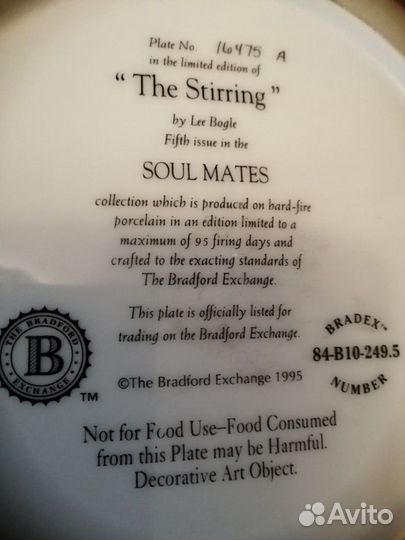 Plate No. 16475 A
in the limited edition of
“The Stirring”
by Lee Bogle
Fifth issue in the
SOUL MATES
collection which is produced on hard-fire
porcelain in an edition limited to a
maximum of 95 firing days and
crafted to the exacting standards of
The Bradford Exchange.
This plate is officially listed for
trading on the Bradford Exchange.
THE BRADFORD
B
EXCHANGE
TM
BRADEX™
84-B10-249.5
NUMBER
©The Bradford Exchange 1995
Not for Food Use–Food Consumed
from this Plate may be Harmful.
Decorative Art Object.
Avito